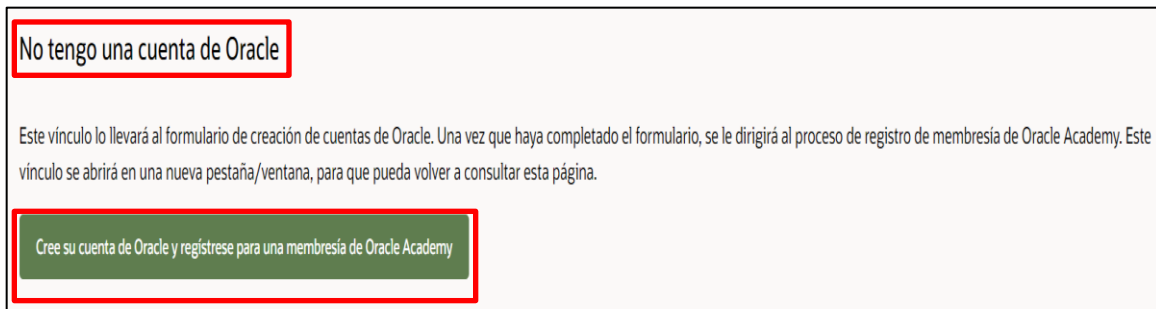 No tengo una cuenta de Oracle
Este vínculo lo llevará al formulario de creación de cuentas de Oracle. Una vez que haya completado el formulario, se le dirigirá al proceso de registro de membresía de Oracle Academy. Este
vínculo se abrirá en una nueva pestaña/ventana, para que pueda volver a consultar esta página.
Cree su cuenta de Oracle y regístrese para una membresía de Oracle Academy